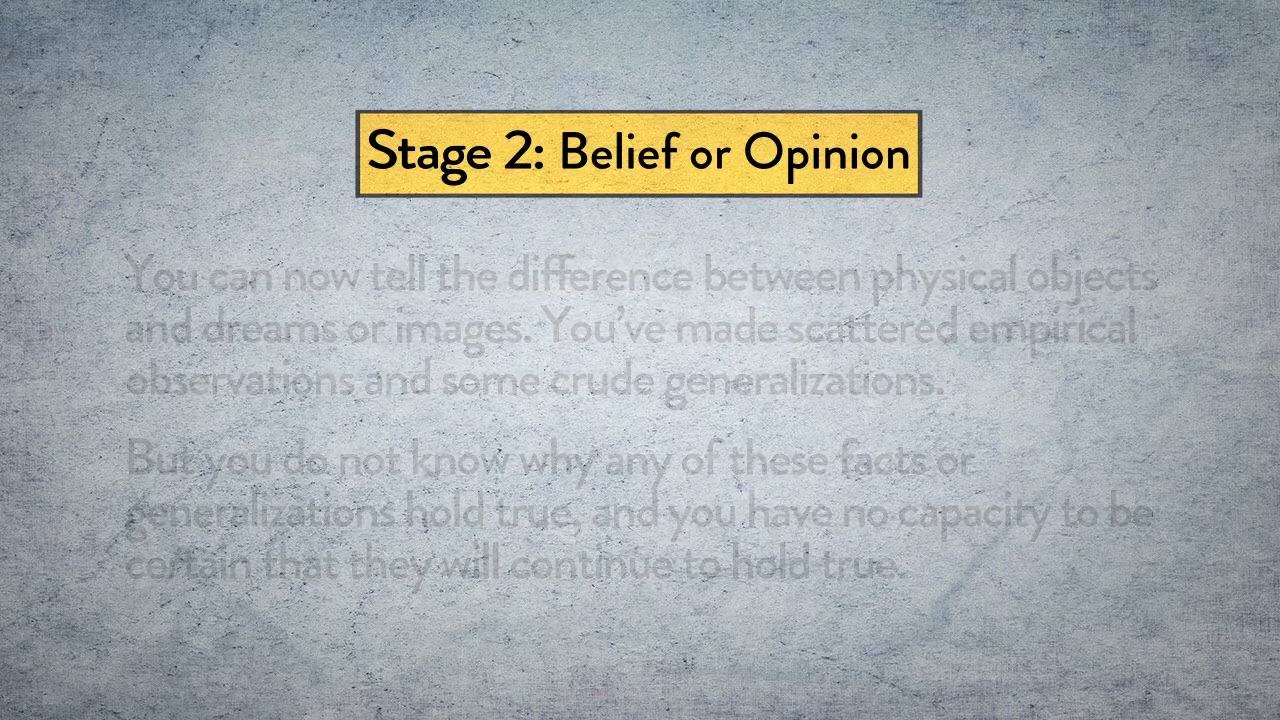 Stage 2: Belief or Opinion
You can now tell the difference between physical objects
and dreams or images. You’ve made scattered empirical
observations and some crude generalizations.
But you do not know why any of these facts or
generalizations hold true, and you have no capacity to be
certain that they will continue to hold true.